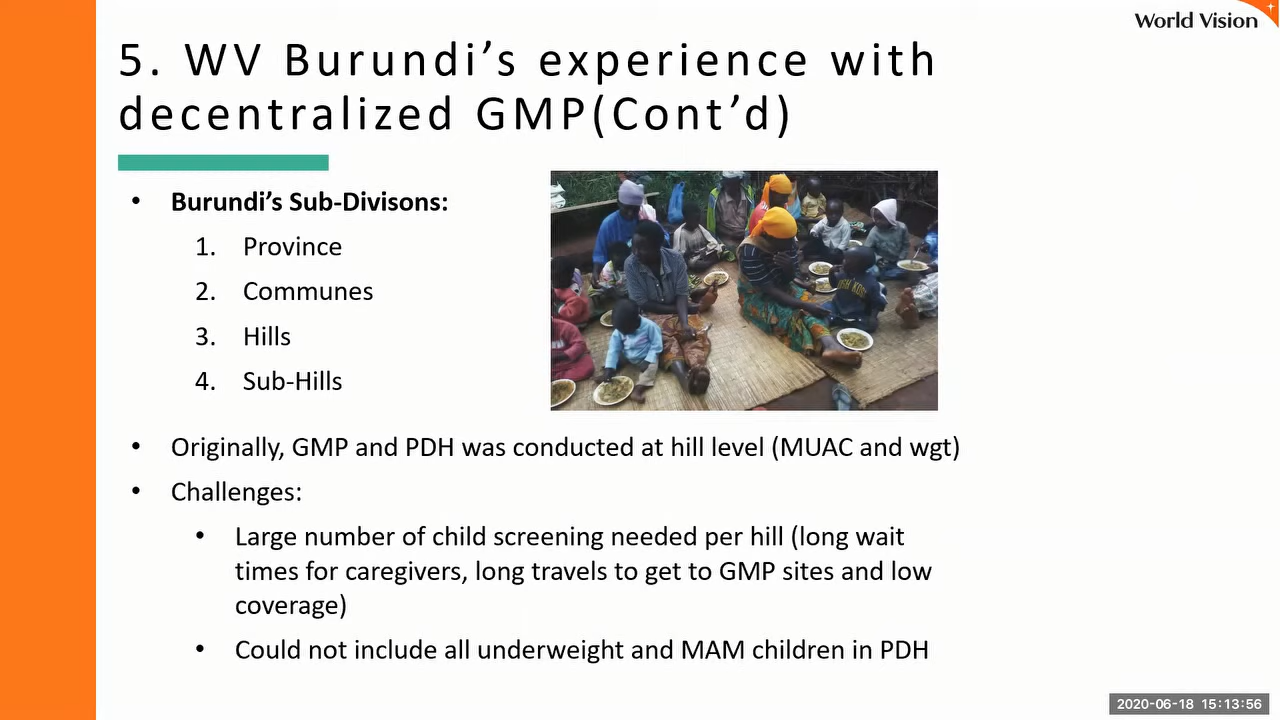 World Vision
5. WV Burundi’s experience with
decentralized GMP(Cont’d)
• Burundi’s Sub-Divisons:
1. Province
2. Communes
3. Hills
4. Sub-Hills
• Originally, GMP and PDH was conducted at hill level (MUAC and wgt)
• Challenges:
• Large number of child screening needed per hill (long wait
times for caregivers, long travels to get to GMP sites and low
coverage)
• Could not include all underweight and MAM children in PDH
2020-06-18 15:13:56